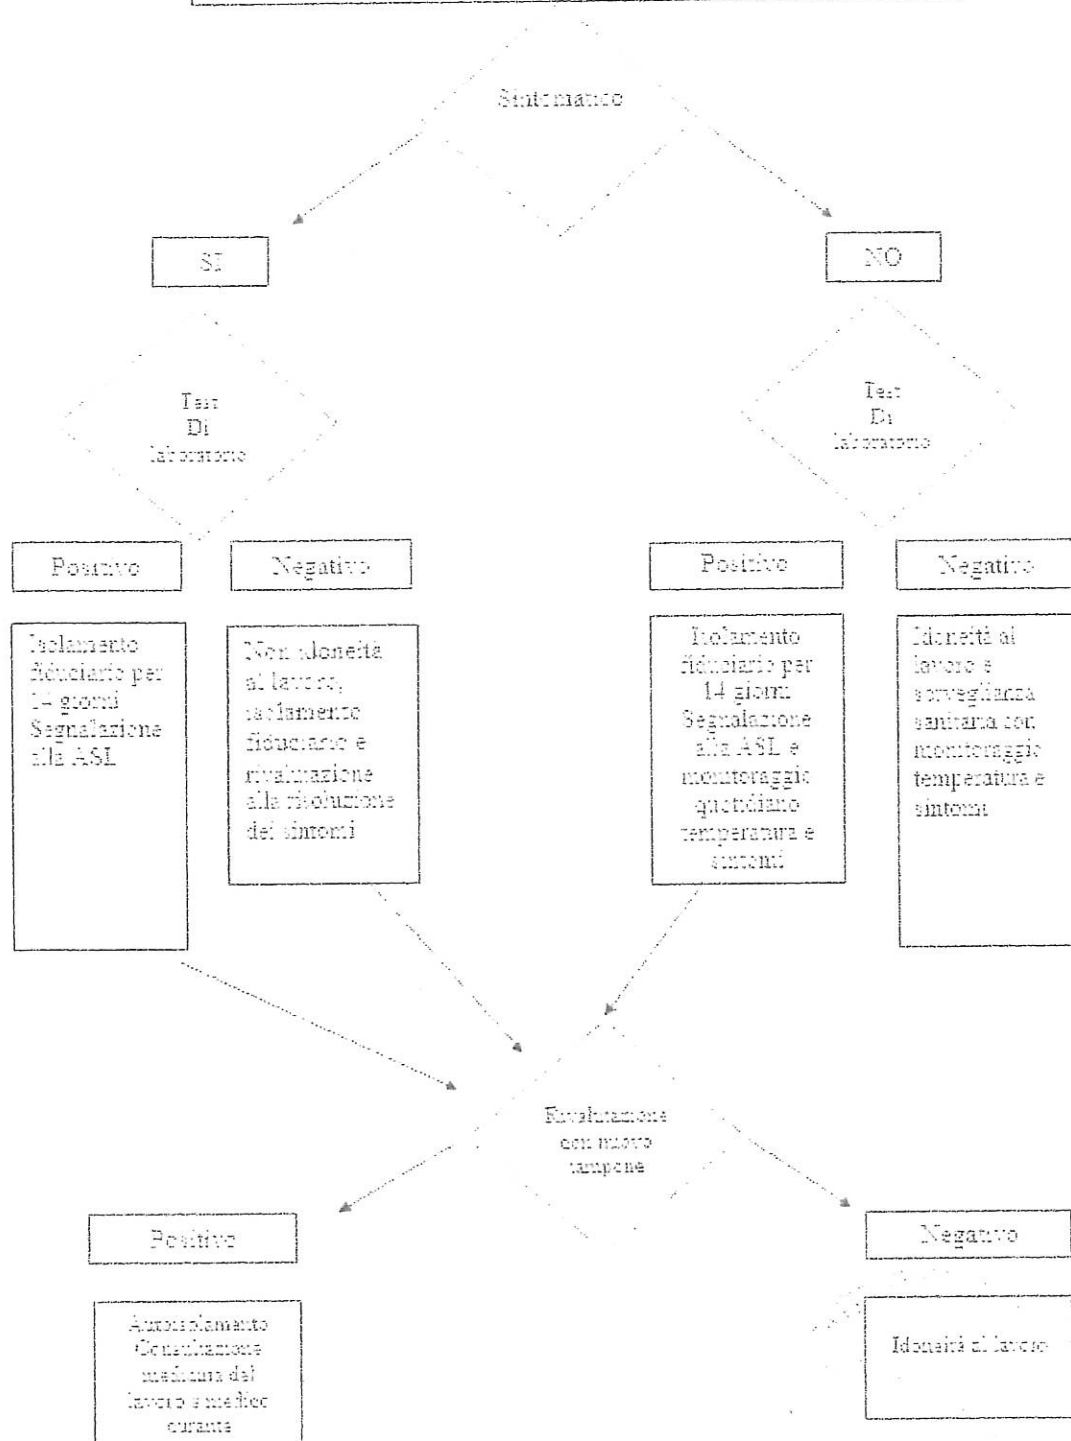 Sintomatico
SI
NO
Test
Di
laboratorio
Test
Di
laboratorio
Positivo
Negativo
Positivo
Negativo
Isolamento
fiduciario per
14 giorni
Segnalazione
alla ASL
Non idoneità
al lavoro,
isolamento
fiduciario e
rivalutazione
alla risoluzione
dei sintomi
Isolamento
fiduciario per
14 giorni
Segnalazione
alla ASL e
monitoraggio
quotidiano
temperatura e
sintomi
Idoneità al
lavoro e
sorveglianza
sanitaria con
monitoraggio
temperatura e
sintomi
Rivalutazione
con nuovo
tampone
Positivo
Negativo
Autoisolamento
Consultazione
medicina del
lavoro e medico
curante
Idoneità al lavoro